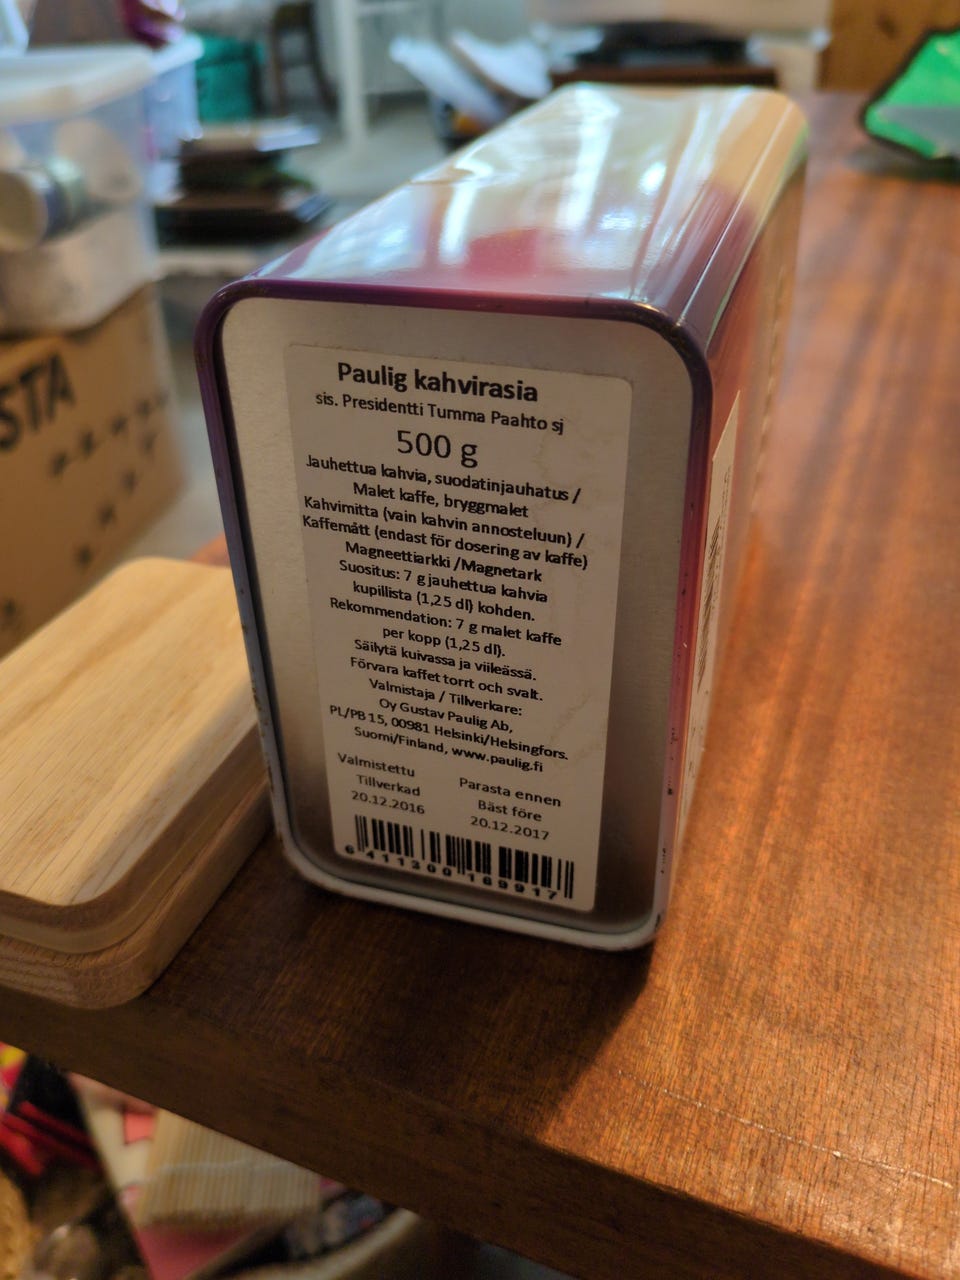 Paulig kahvirasia
sis. Presidentti Tumma Paahto sj
500 g
Jauhettua kahvia, suodatinjauhatus /
Malet kaffe, bryggmalet
Kahvimitta (vain kahvin annosteluun) /
Kaffemått (endast för dosering av kaffe)
Magneettiarkki /Magnetark
Suositus: 7 g jauhettua kahvia
kupillista (1,25 dl) kohden.
Rekommendation: 7 g malet kaffe
per kopp (1,25 dl).
Säilytä kuivassa ja viileässä.
Förvara kaffet torrt och svalt.
Valmistaja / Tillverkare:
Oy Gustav Paulig Ab,
PL/PB 15, 00981 Helsinki/Helsingfors.
Suomi/Finland, www.paulig.fi
Valmistettu
Tillverkad
20.12.2016
Parasta ennen
Bäst före
20.12.2017
6 411300 169917
STA